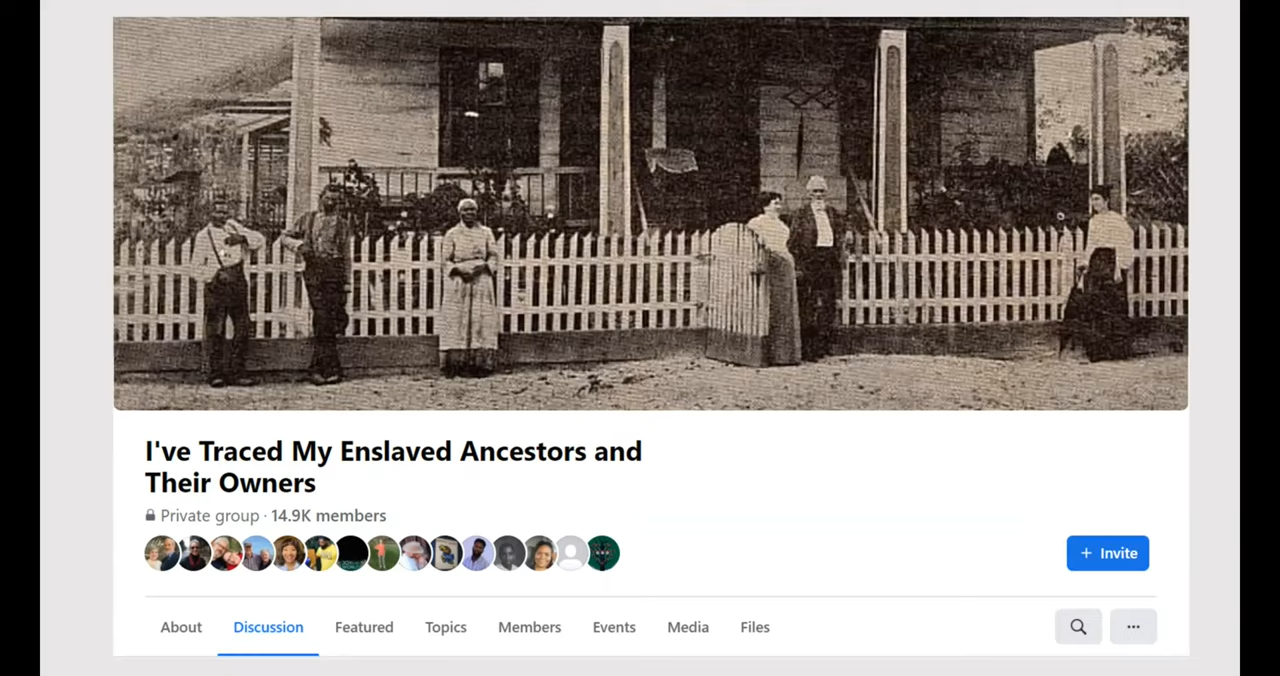 I've Traced My Enslaved Ancestors and
Their Owners
Private group · 14.9K members
+ Invite
About Discussion Featured Topics Members Events Media Files
···